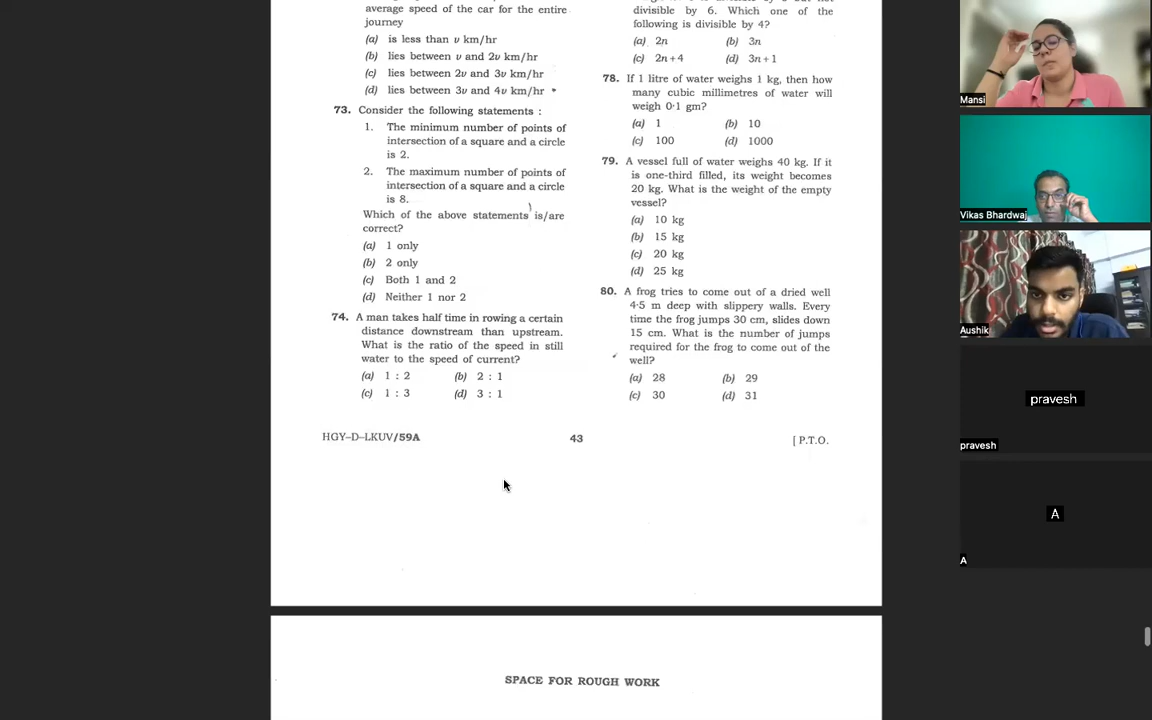 average speed of the car for the entire
journey
(a) is less than v km/hr
(b) lies between v and 2v km/hr
(c) lies between 2v and 3v km/hr
(d) lies between 3v and 4v km/hr
73. Consider the following statements :
1. The minimum number of points of
intersection of a square and a circle
is 2.
2. The maximum number of points of
intersection of a square and a circle
is 8.
Which of the above statements is/are
correct?
(a) 1 only
(b) 2 only
(c) Both 1 and 2
(d) Neither 1 nor 2
74. A man takes half time in rowing a certain
distance downstream than upstream.
What is the ratio of the speed in still
water to the speed of current?
(a) 1 : 2 (b) 2 : 1
(c) 1 : 3 (d) 3 : 1
divisible by 6. Which one of the
following is divisible by 4?
(a) 2n (b) 3n
(c) 2n+4 (d) 3n+1
78. If 1 litre of water weighs 1 kg, then how
many cubic millimetres of water will
weigh 0·1 gm?
(a) 1 (b) 10
(c) 100 (d) 1000
79. A vessel full of water weighs 40 kg. If it
is one-third filled, its weight becomes
20 kg. What is the weight of the empty
vessel?
(a) 10 kg
(b) 15 kg
(c) 20 kg
(d) 25 kg
80. A frog tries to come out of a dried well
4·5 m deep with slippery walls. Every
time the frog jumps 30 cm, slides down
15 cm. What is the number of jumps
required for the frog to come out of the
well?
(a) 28 (b) 29
(c) 30 (d) 31
HGY–D–LKUV/59A 43 [ P.T.O.
SPACE FOR ROUGH WORK
Mansi
Vikas Bhardwaj
Aushik
pravesh
pravesh
A
A